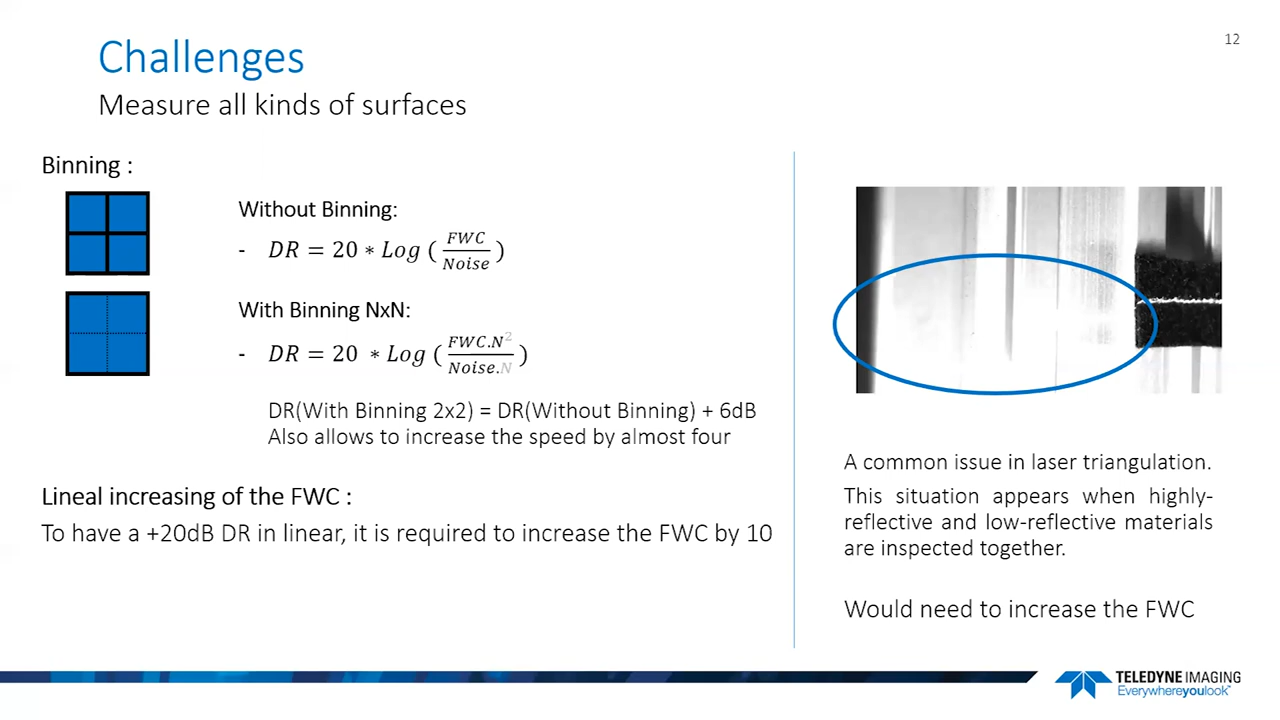 12
Challenges
Measure all kinds of surfaces
Binning :
Without Binning:
- DR = 20 * Log (FWC/Noise)
With Binning NxN:
- DR = 20 * Log (FWC.N²/Noise.N)
DR(With Binning 2x2) = DR(Without Binning) + 6dB
Also allows to increase the speed by almost four
Lineal increasing of the FWC :
To have a +20dB DR in linear, it is required to increase the FWC by 10
A common issue in laser triangulation.
This situation appears when highly-
reflective and low-reflective materials
are inspected together.
Would need to increase the FWC
TELEDYNE IMAGING
Everywhereyoulook™